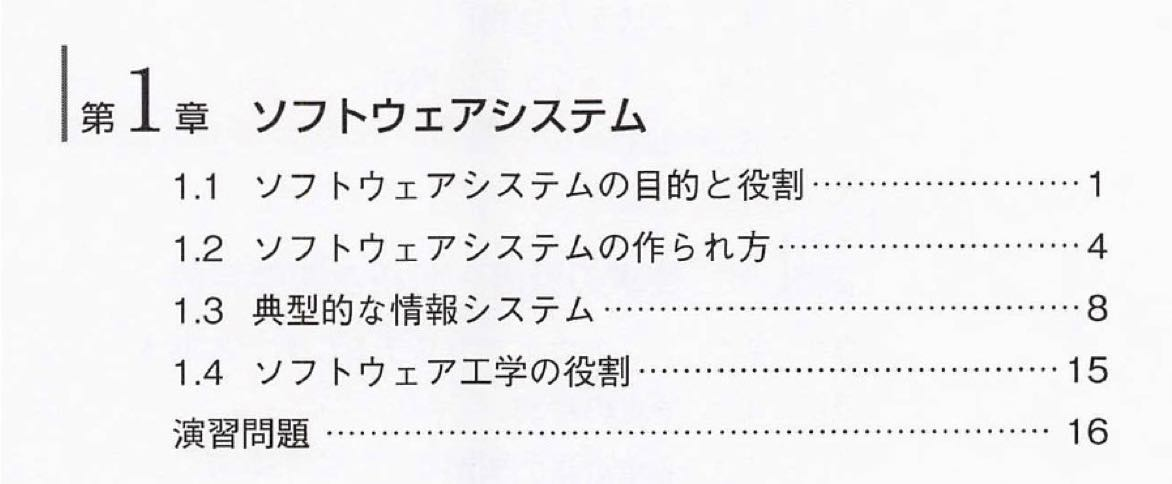 第1章 ソフトウェアシステム
1.1 ソフトウェアシステムの目的と役割……………………1
1.2 ソフトウェアシステムの作られ方………………………4
1.3 典型的な情報システム……………………………………8
1.4 ソフトウェア工学の役割…………………………………15
演習問題……………………………………………………………16